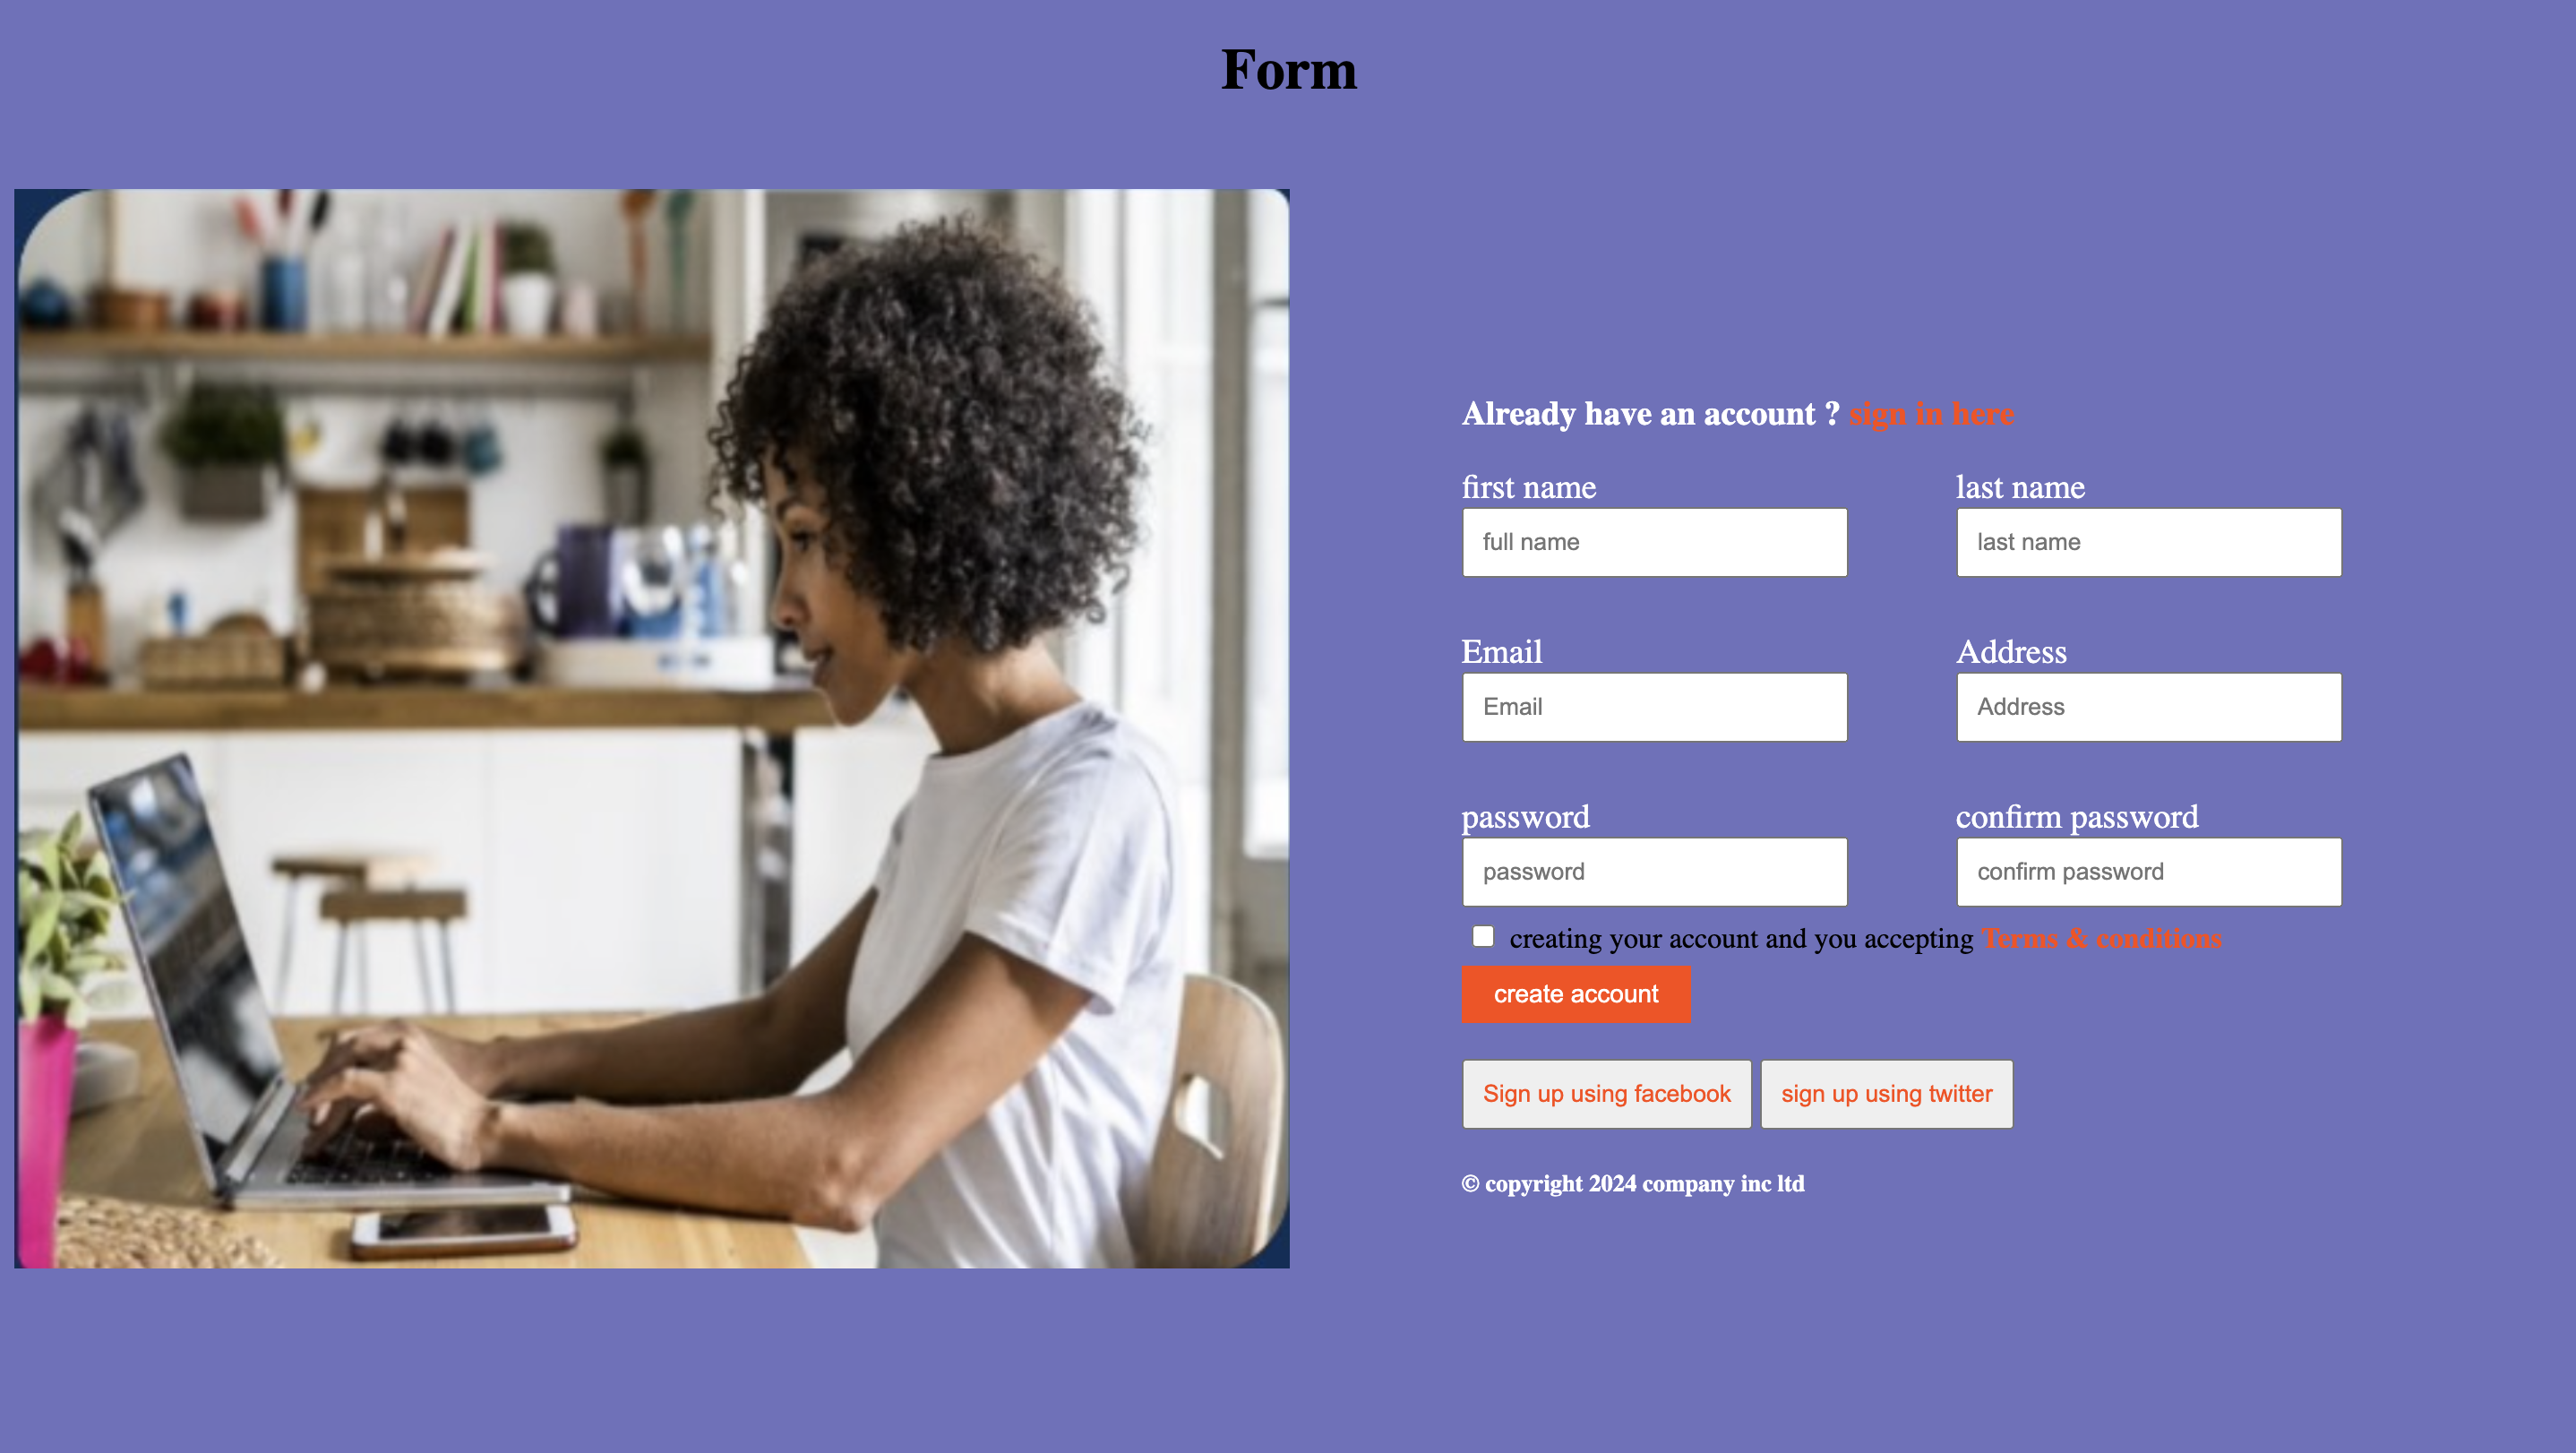 Form
Already have an account ? sign in here
first name last name
full name last name
Email Address
Email Address
password confirm password
password confirm password
creating your account and you accepting Terms & conditions
create account
Sign up using facebook sign up using twitter
© copyright 2024 company inc ltd